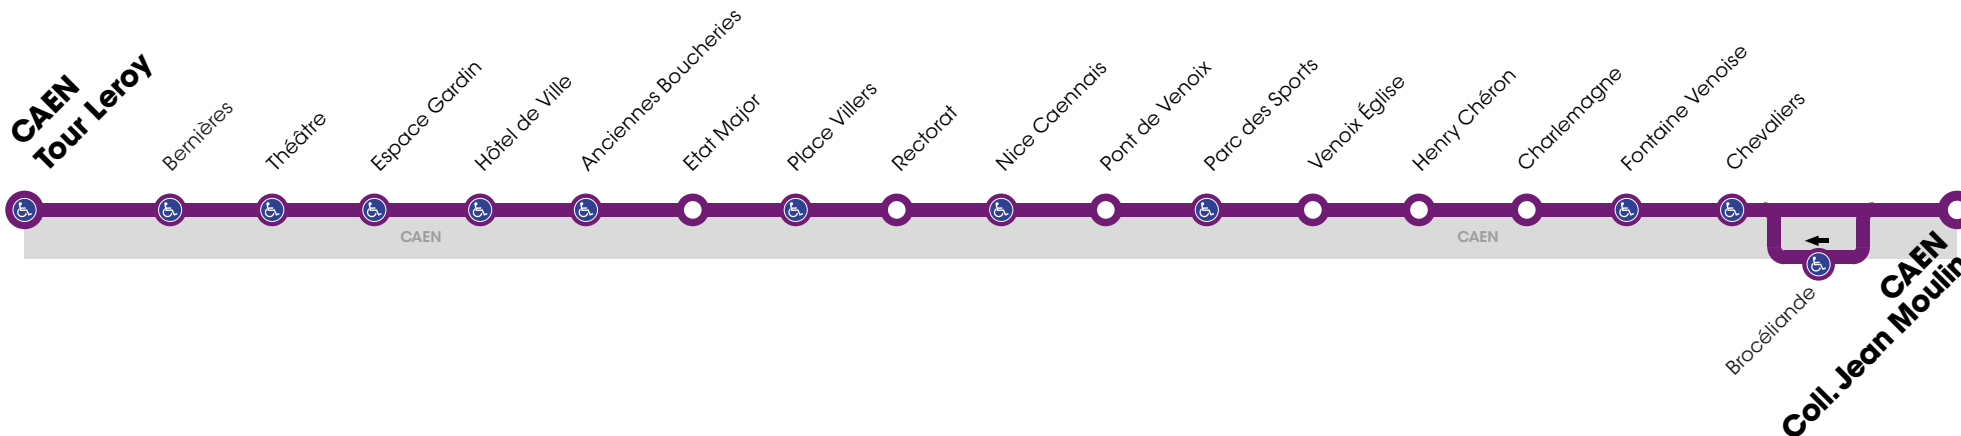 CAEN
Tour Leroy
Bernières
Théâtre
Espace Gardin
Hôtel de Ville
Anciennes Boucheries
Etat Major
Place Villers
Rectorat
Nice Caennais
Pont de Venoix
Parc des Sports
Venoix Église
Henry Chéron
Charlemagne
Fontaine Venoise
Chevaliers
CAEN
CAEN
Brocéliande
CAEN
Coll. Jean Moulin